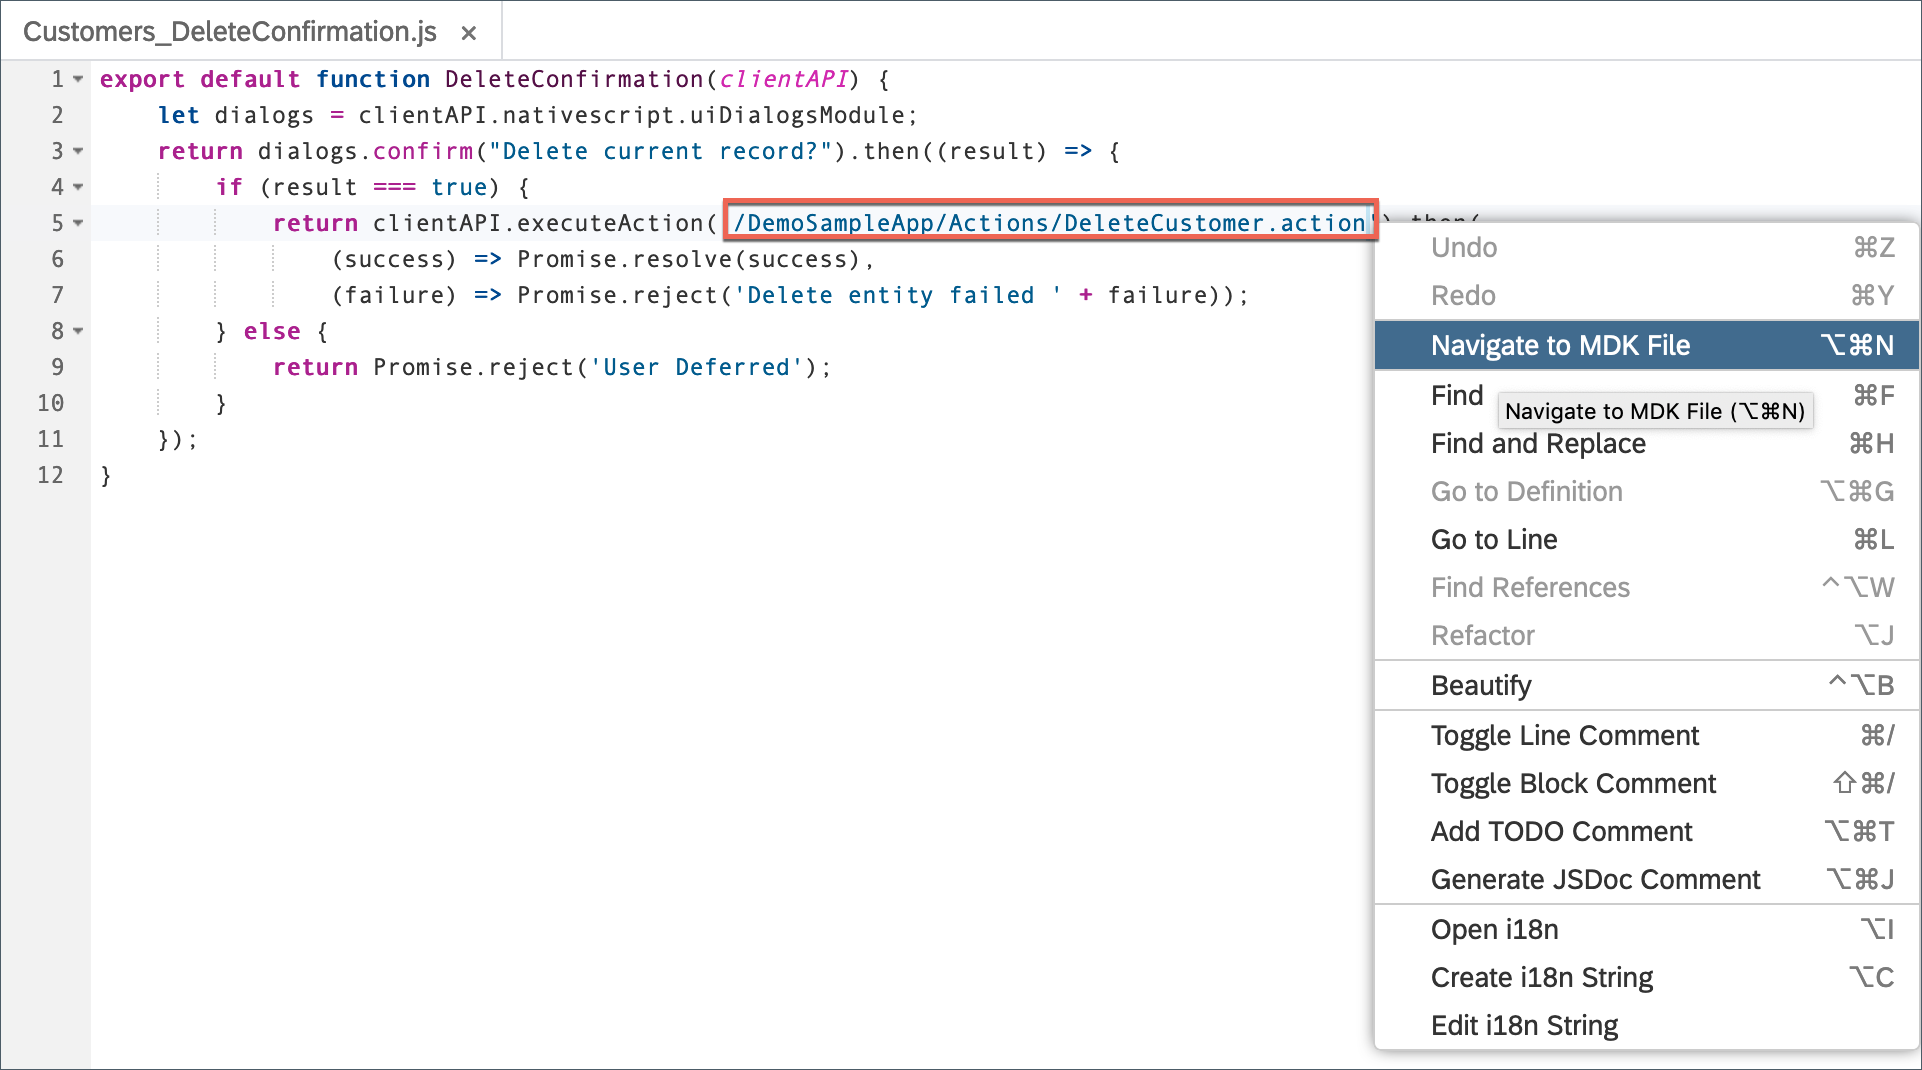 Customers_DeleteConfirmation.js ×
1 export default function DeleteConfirmation(clientAPI) {
2 let dialogs = clientAPI.nativescript.uiDialogsModule;
3 return dialogs.confirm("Delete current record?").then((result) => {
4 if (result === true) {
5 return clientAPI.executeAction('/DemoSampleApp/Actions/DeleteCustomer.action').then(
6 (success) => Promise.resolve(success),
7 (failure) => Promise.reject('Delete entity failed ' + failure));
8 } else {
9 return Promise.reject('User Deferred');
10 }
11 });
12 }
Undo ⌘Z
Redo ⌘Y
Navigate to MDK File ⌥⌘N
Find ⌘F
Navigate to MDK File (⌥⌘N)
Find and Replace ⌘H
Go to Definition ⌥⌘G
Go to Line ⌘L
Find References ^⌥W
Refactor ⌥J
Beautify ^⌥B
Toggle Line Comment ⌘/
Toggle Block Comment ⇧⌘/
Add TODO Comment ⌥⌘T
Generate JSDoc Comment ⌥⌘J
Open i18n ⌥I
Create i18n String ⌥C
Edit i18n String